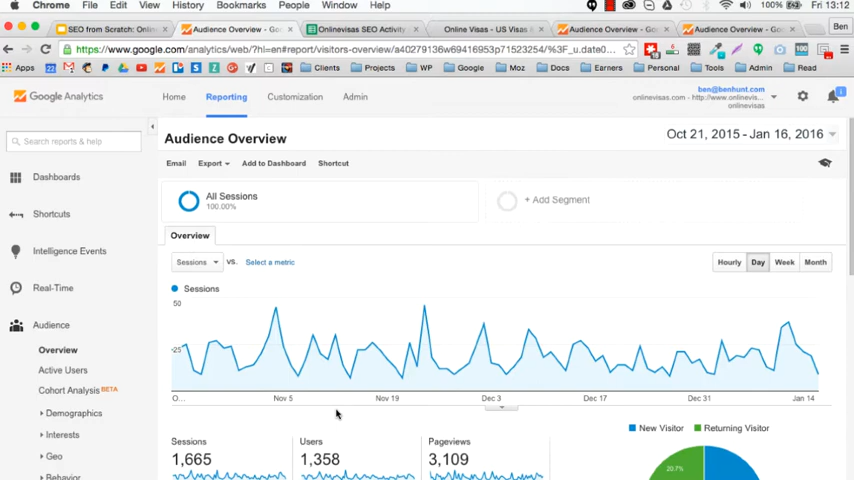 Chrome File Edit View History Bookmarks People Window Help 100% Fri 13:12
SEO from Scratch: Onlin Audience Overview - Go Onlinevisas SEO Activity Online Visas - US Visas Audience Overview - Goo Audience Overview - Goo Ben
https://www.google.com/analytics/web/?hl=en#report/visitors-overview/a40279136w69416953p71523254/%3F_u.date0
Apps Clients Projects WP Google Moz Docs Earners Personal Tools Admin Read
Google Analytics Home Reporting Customization Admin
ben@benhunt.com
onlinevisas.com - http://www.onlinevis...
onlinevisas
Search reports & help
Audience Overview
Oct 21, 2015 - Jan 16, 2016
Email Export Add to Dashboard Shortcut
Dashboards
All Sessions
100.00%
+ Add Segment
Shortcuts
Overview
Intelligence Events
Sessions VS. Select a metric
Hourly Day Week Month
Real-Time
Sessions
50
25
Audience
Overview
Active Users
Cohort Analysis BETA
O... Nov 5 Nov 19 Dec 3 Dec 17 Dec 31 Jan 14
Demographics
Interests
Geo
Behavior
New Visitor Returning Visitor
Sessions
1,665
Users
1,358
Pageviews
3,109
20.7%